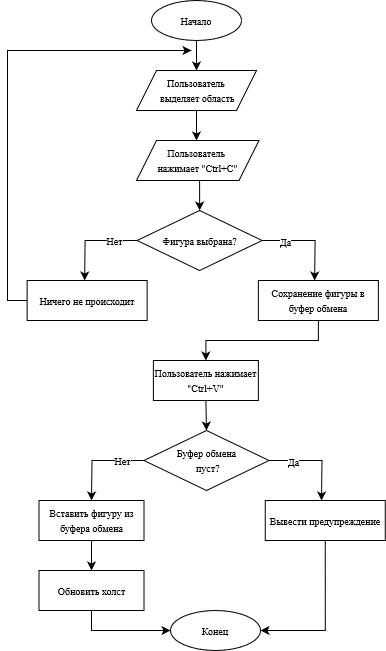 Начало
Пользователь
выделяет область
Пользователь
нажимает "Ctrl+C"
Фигура выбрана?
Нет
Да
Ничего не происходит
Сохранение фигуры в
буфер обмена
Пользователь нажимает
"Ctrl+V"
Буфер обмена
пуст?
Нет
Да
Вставить фигуру из
буфера обмена
Вывести предупреждение
Обновить холст
Конец